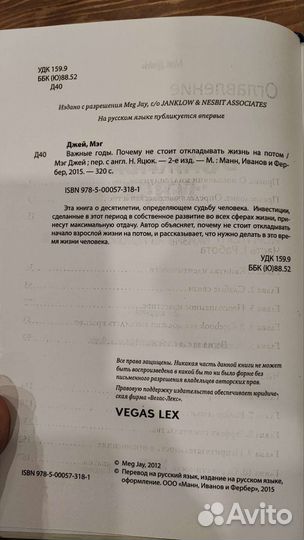 УДК 159.9
ББК (Ю)88.52
Д40
Издано с разрешения Meg Jay, c/o JANKLOW & NESBIT ASSOCIATES
На русском языке публикуется впервые
Джей, Мэг
Д40 Важные годы. Почему не стоит откладывать жизнь на потом /
Мэг Джей ; пер. с англ. Н. Яцюк. — 2-е изд. — М. : Манн, Иванов и Фербер, 2015. — 320 с.
ISBN 978-5-00057-318-1
Эта книга о десятилетии, определяющем судьбу человека. Инвестиции,
сделанные в этот период в собственное развитие во всех сферах жизни, при-
несут максимальную отдачу. Автор объясняет, почему не стоит откладывать
начало взрослой жизни на потом, и рассказывает, что нужно делать в это вре-
мя жизни человека.
УДК 159.9
ББК (Ю)88.52
Все права защищены. Никакая часть данной книги не может
быть воспроизведена в какой бы то ни было форме без
письменного разрешения владельцев авторских прав.
Правовую поддержку издательства обеспечивает юридиче-
ская фирма «Вегас-Лекс».
VEGAS LEX
© Meg Jay, 2012
© Перевод на русский язык, издание на русском языке,
ISBN 978-5-00057-318-1 оформление. ООО «Манн, Иванов и Фербер», 2015
Avito